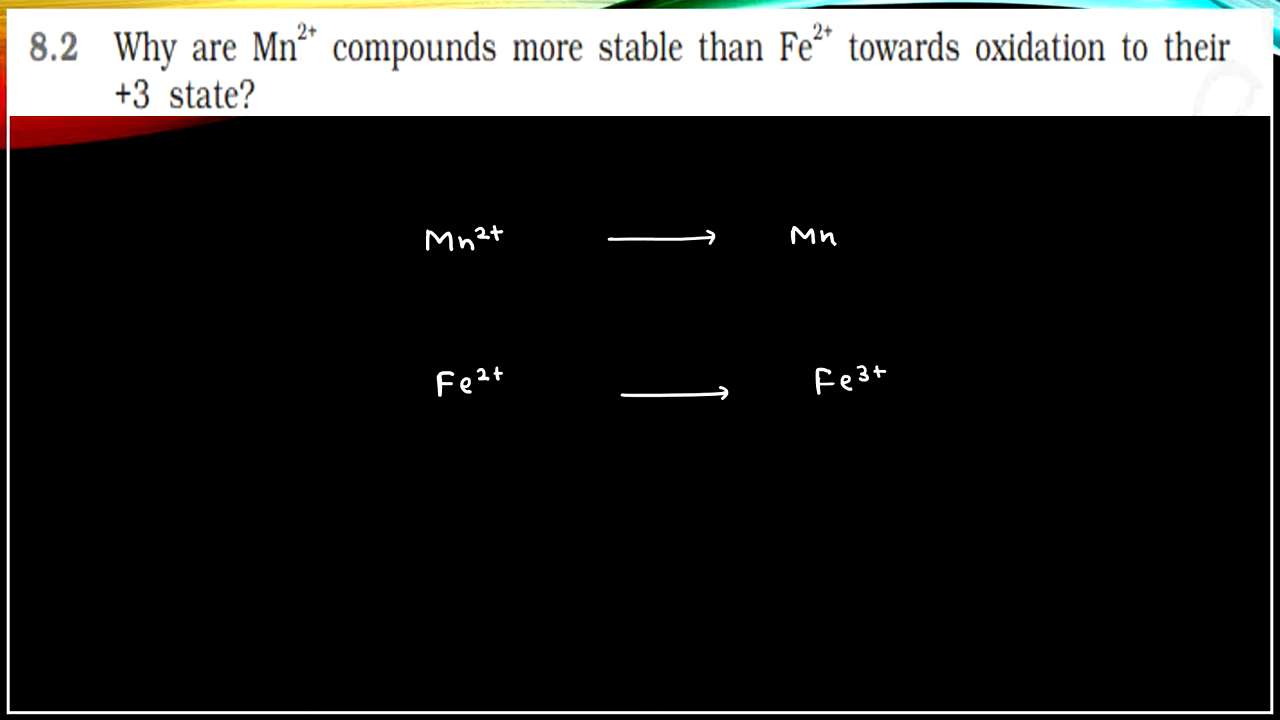 8.2 Why are Mn²⁺ compounds more stable than Fe²⁺ towards oxidation to their
+3 state?
Mn²⁺ ⟶ Mn
Fe²⁺ ⟶ Fe³⁺